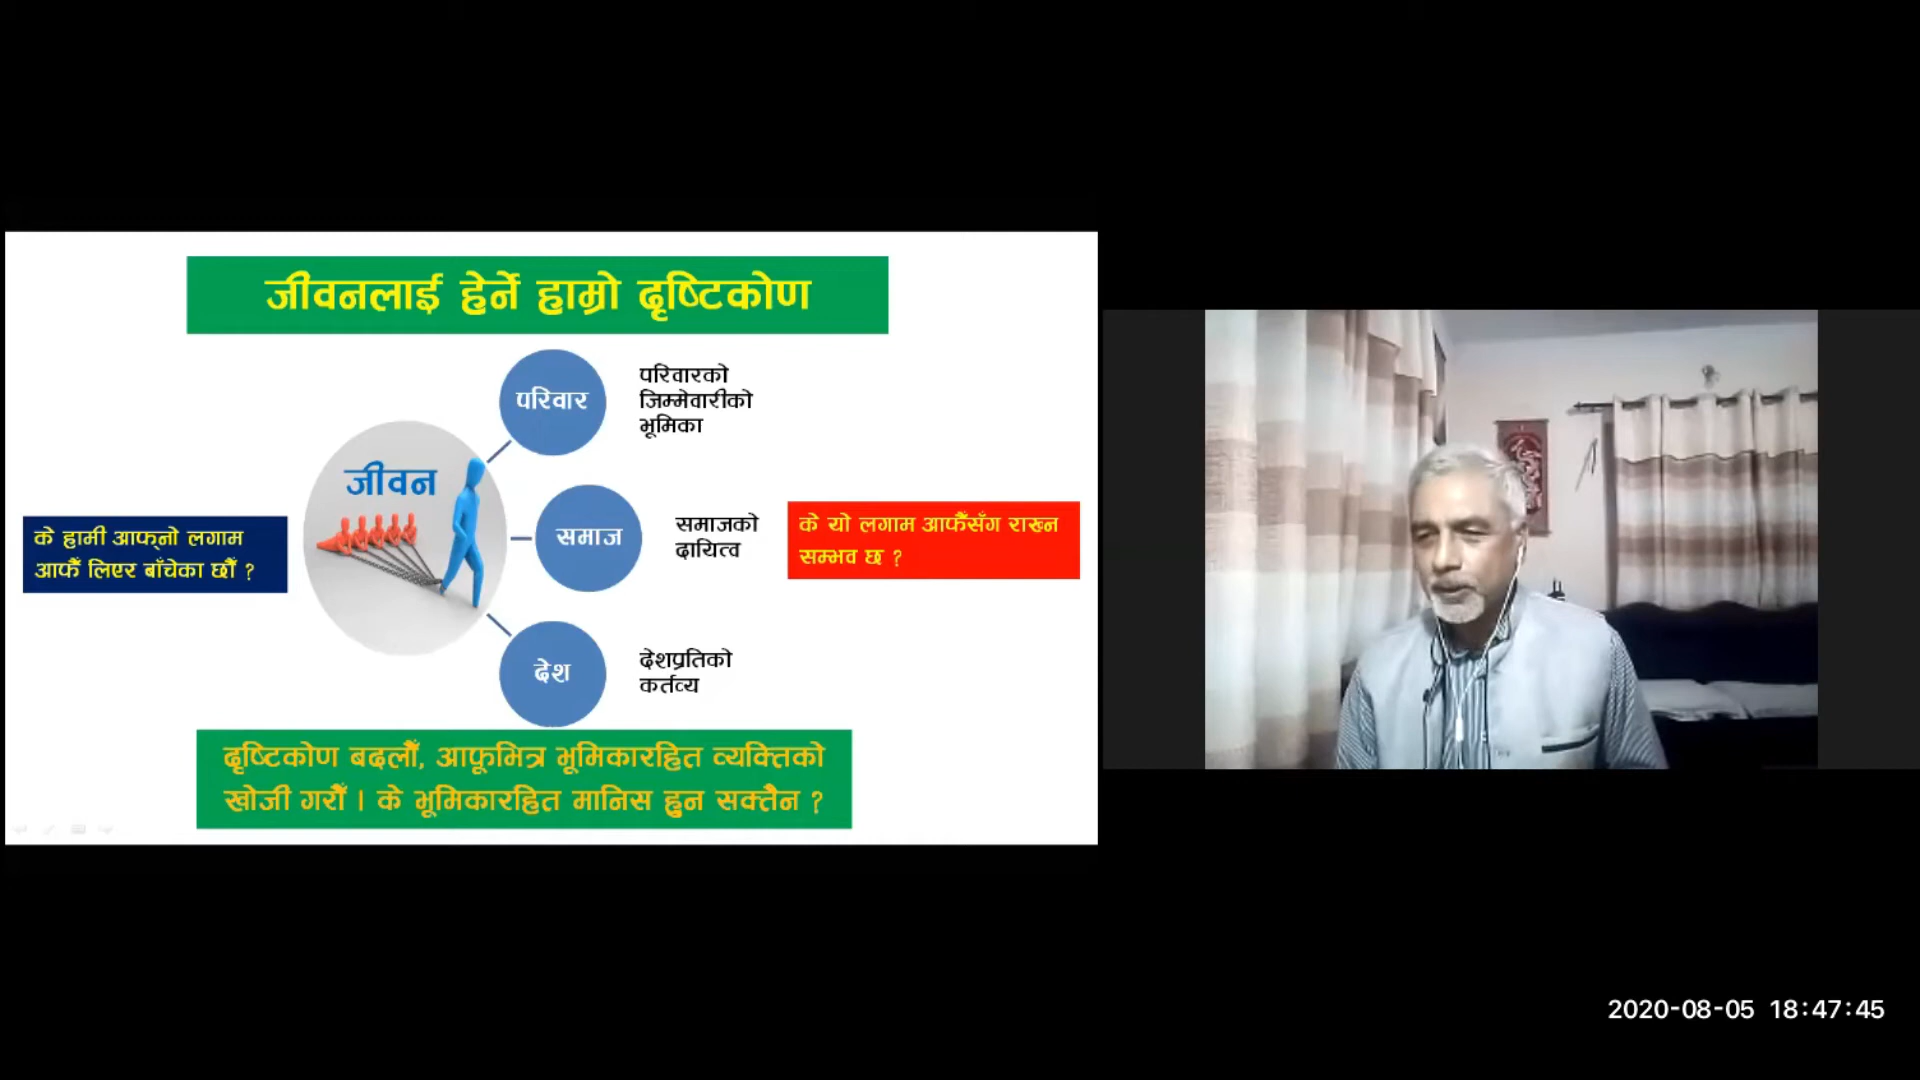 जीवनलाई हेर्ने हाम्रो दृष्टिकोण
परिवार
परिवारको
जिम्मेवारीको
भूमिका
जीवन
के हामी आफ्नो लगाम
आफैँ लिएर बाँचेका छौँ ?
समाज
समाजको
दायित्व
के यो लगाम आफैँसँग राख्न
सम्भव छ ?
देश
देशप्रतिको
कर्तव्य
दृष्टिकोण बदलौँ, आफूमित्र भूमिकारहित व्यक्तिको
खोजी गरौँ । के भूमिकारहित मानिस हुन सक्तैन ?
2020-08-05 18:47:45